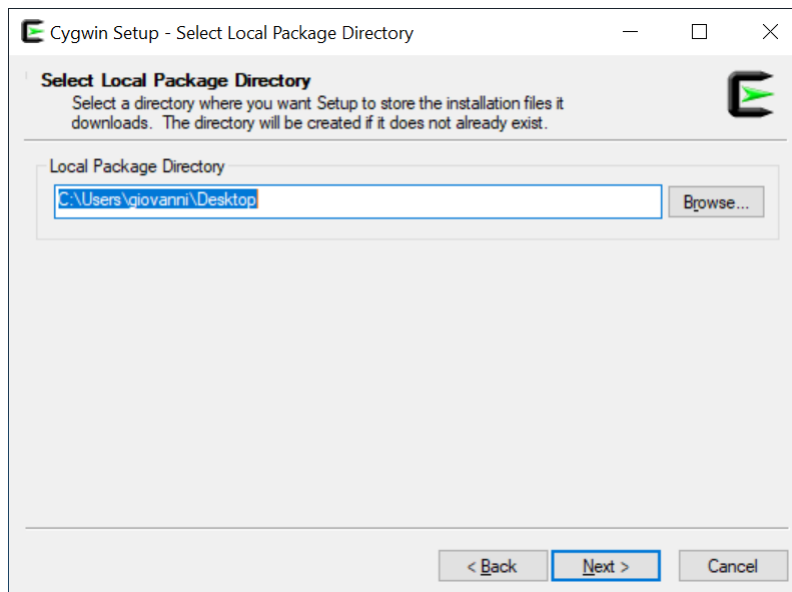 Cygwin Setup - Select Local Package Directory
Select Local Package Directory
Select a directory where you want Setup to store the installation files it
downloads.  The directory will be created if it does not already exist.
Local Package Directory
C:\Users\giovanni\Desktop
Browse...
< Back
Next >
Cancel